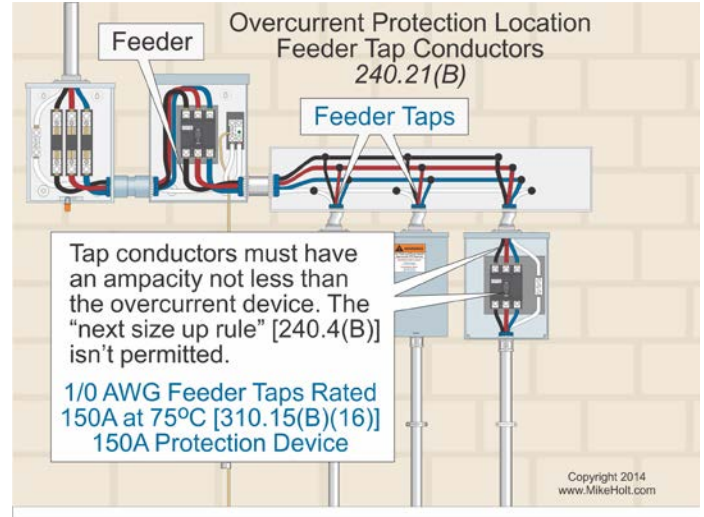 Overcurrent Protection Location
Feeder Tap Conductors
240.21(B)
Feeder
Feeder Taps
Tap conductors must have
an ampacity not less than
the overcurrent device. The
“next size up rule” [240.4(B)]
isn’t permitted.
1/0 AWG Feeder Taps Rated
150A at 75ºC [310.15(B)(16)]
150A Protection Device
Copyright 2014
www.MikeHolt.com